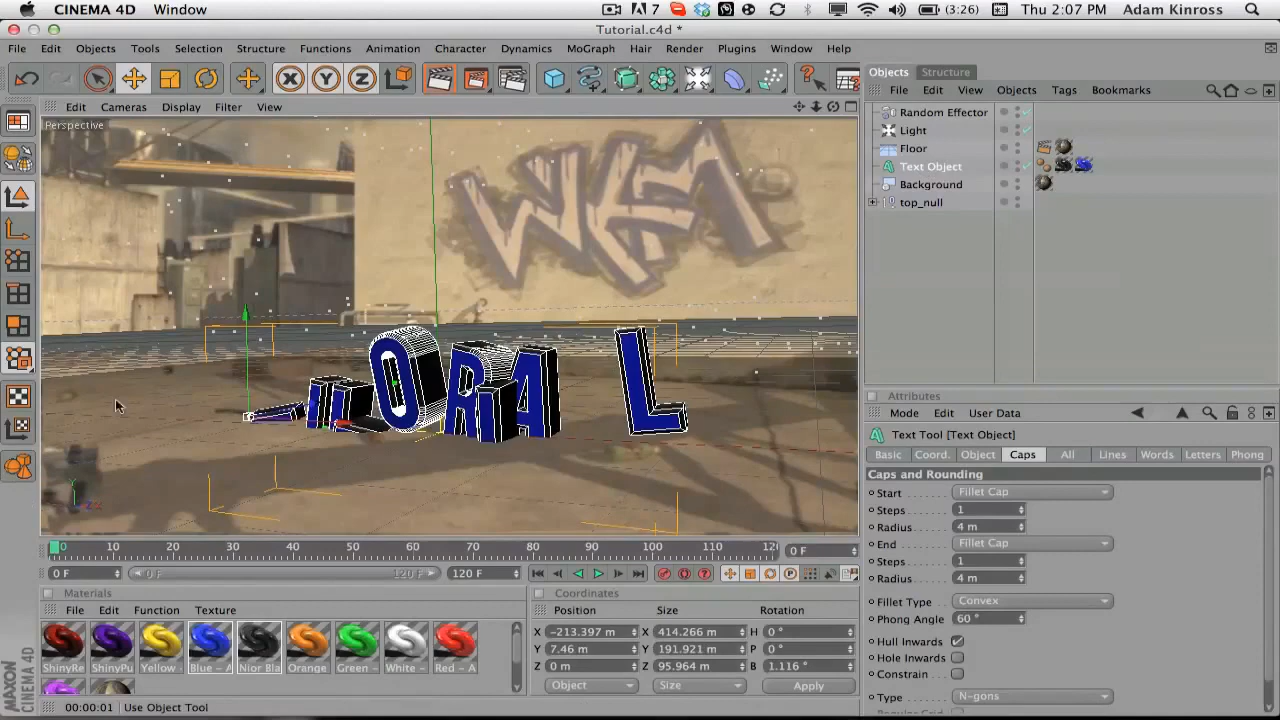 CINEMA 4D Window 7 (3:26) Thu 2:07 PM Adam Kinross
Tutorial.c4d *
File Edit Objects Tools Selection Structure Functions Animation Character Dynamics MoGraph Hair Render Plugins Window Help
X Y Z
Objects Structure
File Edit View Objects Tags Bookmarks
Edit Cameras Display Filter View
Perspective
Random Effector
Light
Floor
Text Object
Background
top_null
WKM
O R A L
Attributes
Mode Edit User Data
Text Tool [Text Object]
Basic Coord. Object Caps All Lines Words Letters Phong
Caps and Rounding
Start Fillet Cap
Steps 1
Radius 4 m
End Fillet Cap
Steps 1
Radius 4 m
Fillet Type Convex
Phong Angle 60 °
Hull Inwards
Hole Inwards
Constrain
Type N-gons
0 10 20 30 40 50 60 70 80 90 100 110 12 0 F
0 F 0 F 120 F 120 F
Materials
File Edit Function Texture
ShinyRe ShinyPu Yellow - Blue - A Nior Bla Orange Green - White - Red - A
Coordinates
Position Size Rotation
X -213.397 m X 414.266 m H 0 °
Y 7.46 m Y 191.921 m P 0 °
Z 0 m Z 95.964 m B 1.116 °
Object Size Apply
MAXON CINEMA 4D
00:00:01 Use Object Tool